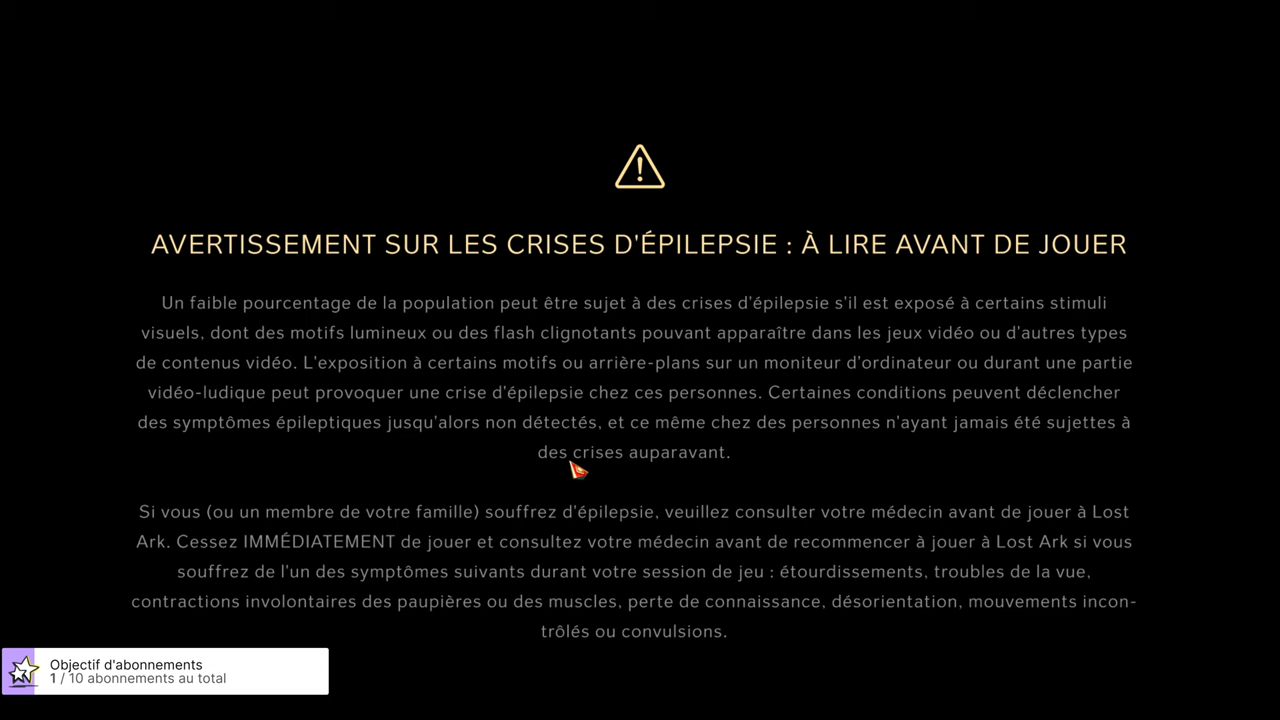 AVERTISSEMENT SUR LES CRISES D'ÉPILEPSIE : À LIRE AVANT DE JOUER
Un faible pourcentage de la population peut être sujet à des crises d'épilepsie s'il est exposé à certains stimuli
visuels, dont des motifs lumineux ou des flash clignotants pouvant apparaître dans les jeux vidéo ou d'autres types
de contenus vidéo. L'exposition à certains motifs ou arrière-plans sur un moniteur d'ordinateur ou durant une partie
vidéo-ludique peut provoquer une crise d'épilepsie chez ces personnes. Certaines conditions peuvent déclencher
des symptômes épileptiques jusqu'alors non détectés, et ce même chez des personnes n'ayant jamais été sujettes à
des crises auparavant.
Si vous (ou un membre de votre famille) souffrez d'épilepsie, veuillez consulter votre médecin avant de jouer à Lost
Ark. Cessez IMMÉDIATEMENT de jouer et consultez votre médecin avant de recommencer à jouer à Lost Ark si vous
souffrez de l'un des symptômes suivants durant votre session de jeu : étourdissements, troubles de la vue,
contractions involontaires des paupières ou des muscles, perte de connaissance, désorientation, mouvements incon-
trôlés ou convulsions.
Objectif d'abonnements
1 / 10 abonnements au total